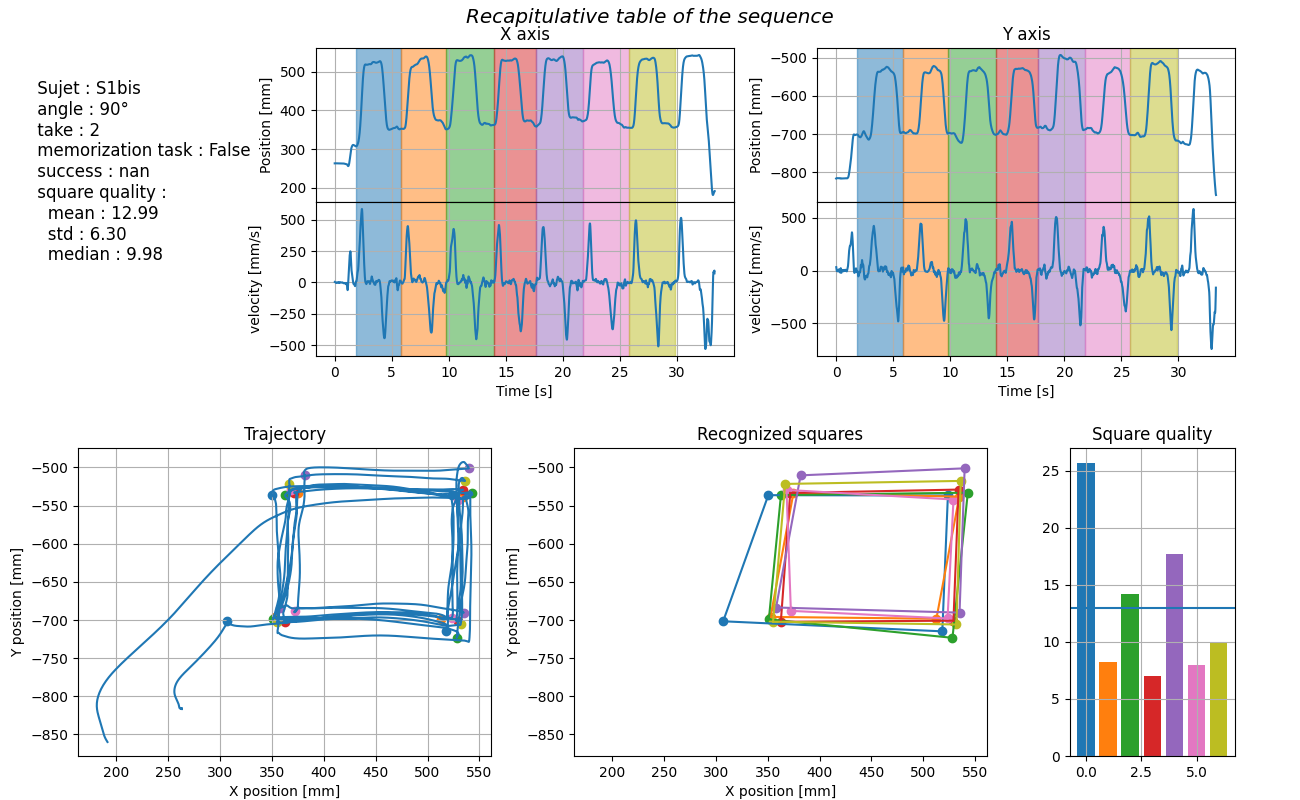 Recapitulative table of the sequence
Sujet : S1bis
angle : 90°
take : 2
memorization task : False
success : nan
square quality :
mean : 12.99
std : 6.30
median : 9.98
X axis
Position [mm]
500
400
300
200
velocity [mm/s]
500
250
0
−250
−500
0 5 10 15 20 25 30
Time [s]
Y axis
Position [mm]
−500
−600
−700
−800
velocity [mm/s]
500
0
−500
0 5 10 15 20 25 30
Time [s]
Trajectory
Y position [mm]
−500
−550
−600
−650
−700
−750
−800
−850
200 250 300 350 400 450 500 550
X position [mm]
Recognized squares
Y position [mm]
−500
−550
−600
−650
−700
−750
−800
−850
200 250 300 350 400 450 500 550
X position [mm]
Square quality
25
20
15
10
5
0
0.0 2.5 5.0